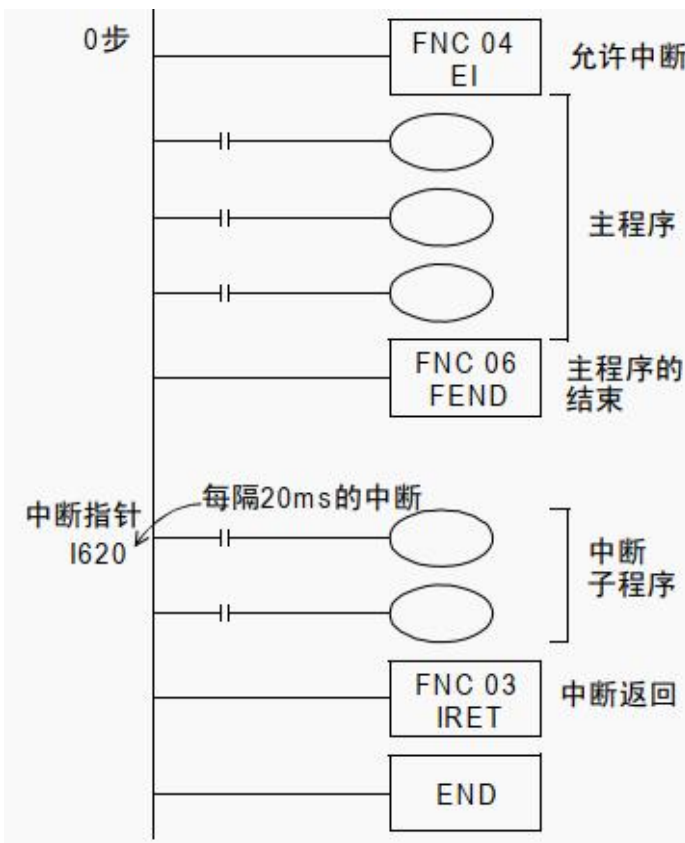 0步
FNC 04
EI
允许中断
主程序
FNC 06
FEND
主程序的
结束
每隔20ms的中断
中断指针
I620
中断
子程序
FNC 03
IRET
中断返回
END